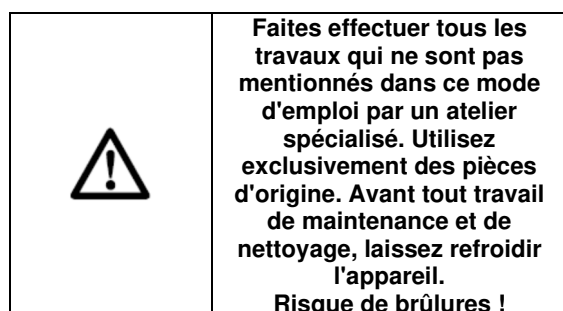 Faites effectuer tous les
travaux qui ne sont pas
mentionnés dans ce mode
d'emploi par un atelier
spécialisé. Utilisez
exclusivement des pièces
d'origine. Avant tout travail
de maintenance et de
nettoyage, laissez refroidir
l'appareil.
Risque de brûlures !